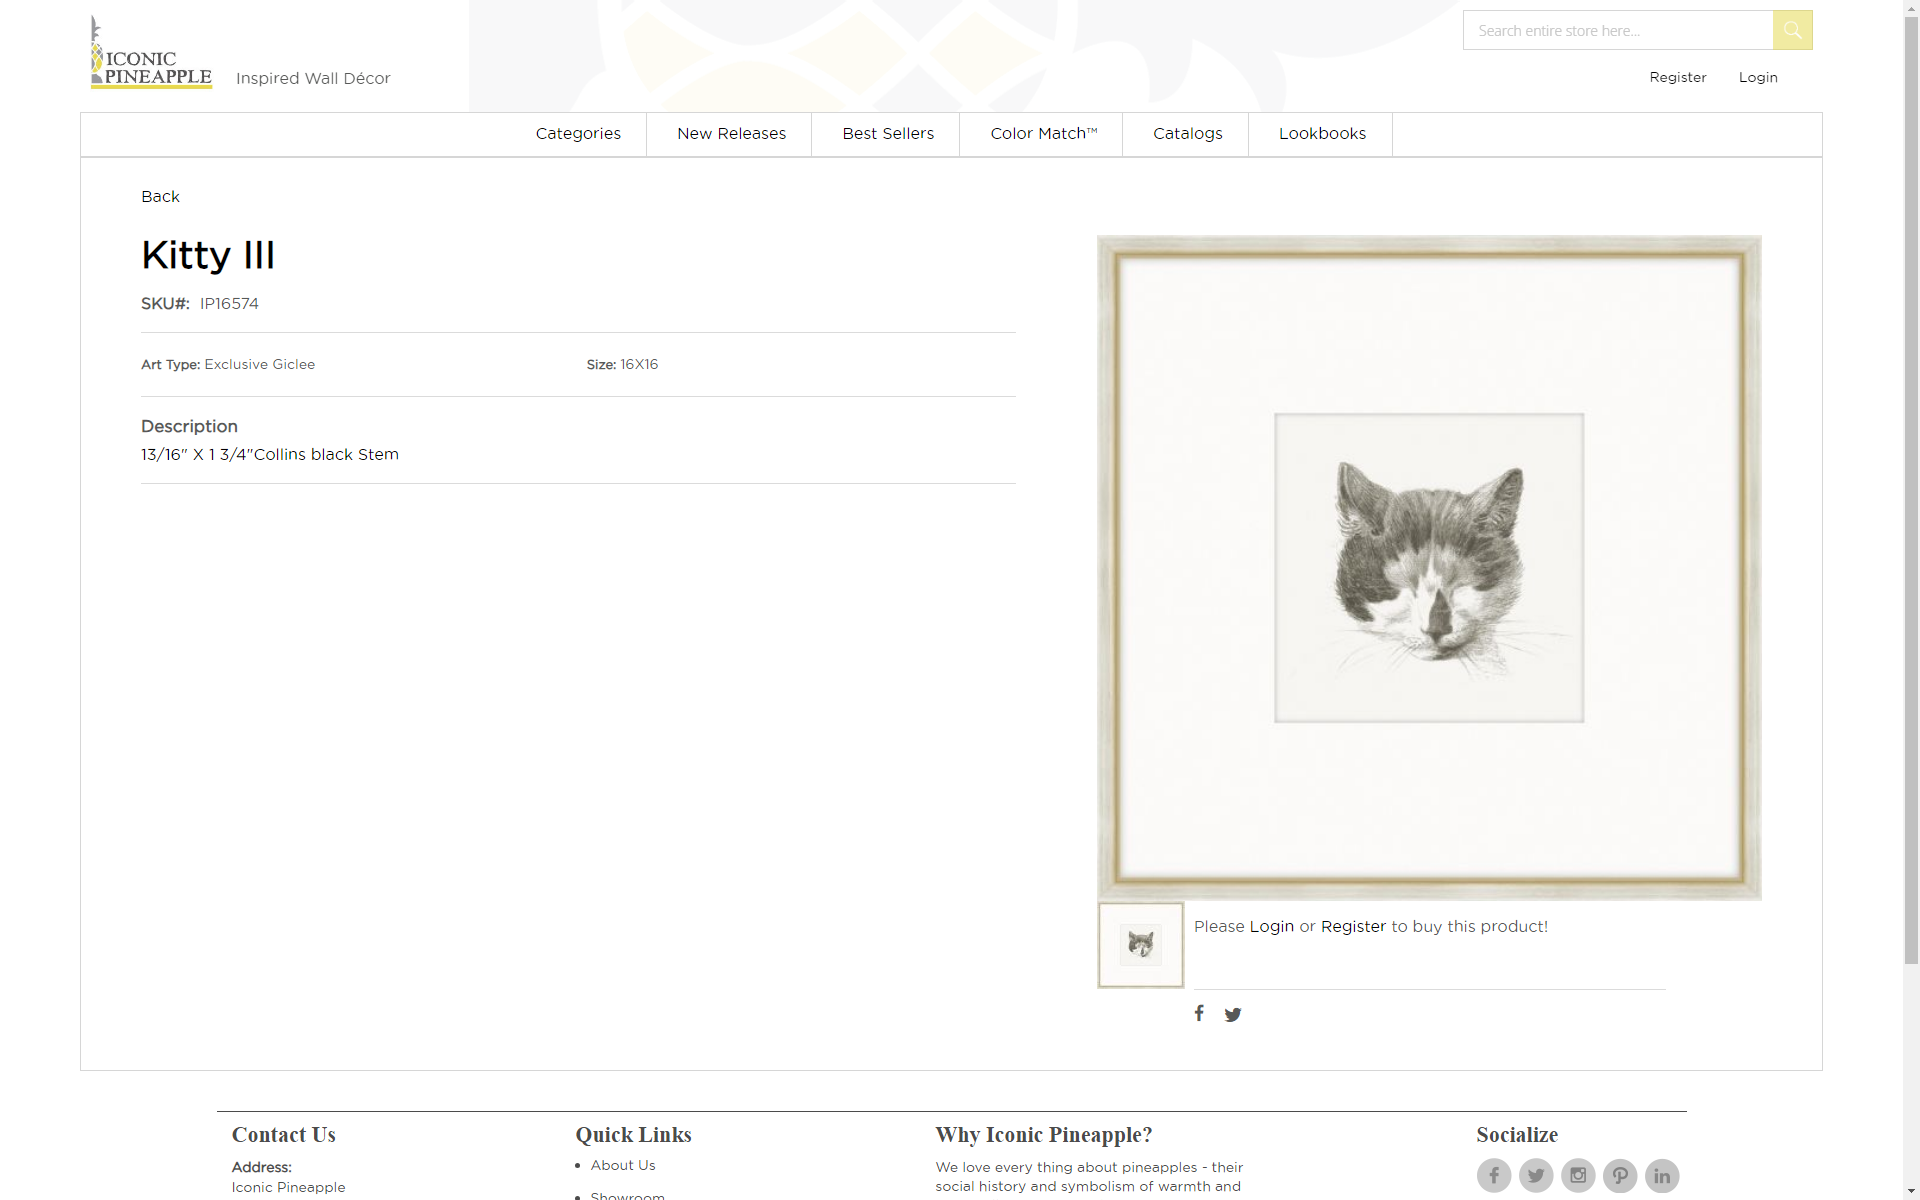 ICONIC
PINEAPPLE
Inspired Wall Décor
Search entire store here...
Register
Login
Categories
New Releases
Best Sellers
Color Match™
Catalogs
Lookbooks
Back
Kitty III
SKU#: IP16574
Art Type: Exclusive Giclee
Size: 16X16
Description
13/16" X 1 3/4"Collins black Stem
Please Login or Register to buy this product!
Contact Us
Address:
Iconic Pineapple
Quick Links
About Us
Showroom
Why Iconic Pineapple?
We love every thing about pineapples - their
social history and symbolism of warmth and
Socialize